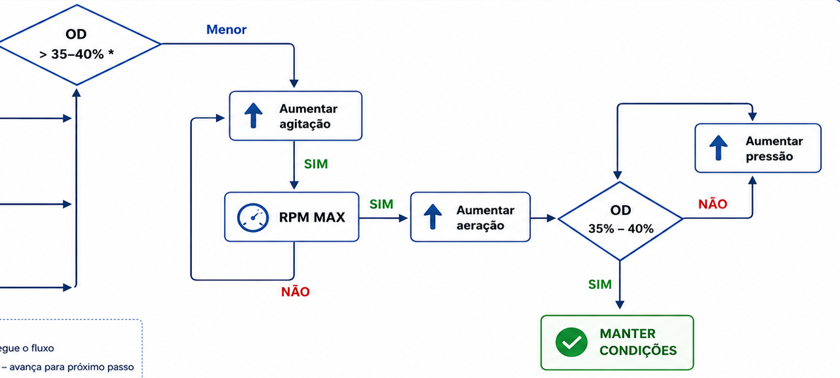 OD
> 35–40% *
Menor
Aumentar
agitação
SIM
RPM MAX
SIM
NÃO
Aumentar
aeração
OD
35% – 40%
Aumentar
pressão
NÃO
SIM
MANTER
CONDIÇÕES
o fluxo
– avança para próximo passo